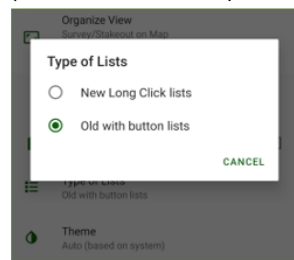 Organize View
Survey/Stakeout on Map
Type of Lists
New Long Click lists
Old with button lists
CANCEL
Type of Lists
Old with button lists
Theme
Auto (based on system)